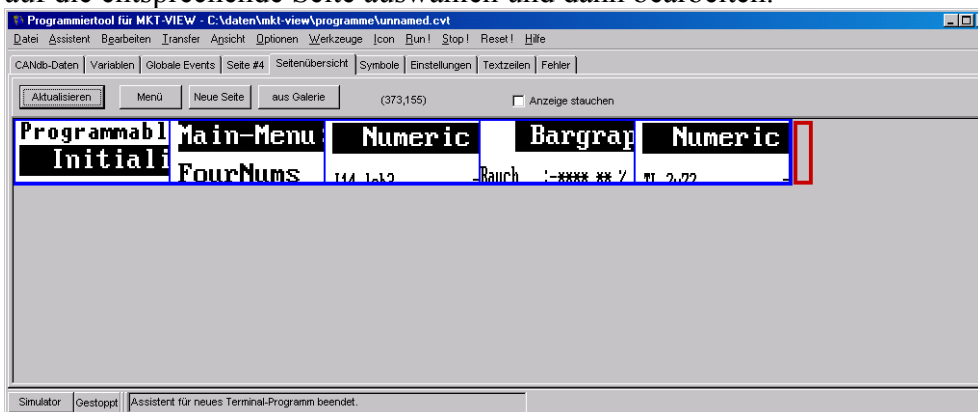 auf die entsprechende Seite auswählen und dann bearbeiten.
Programmiertool für MKT-VIEW - C:\daten\mkt-view\programme\unnamed.cvt
Datei Assistent Bearbeiten Transfer Ansicht Optionen Werkzeuge Icon Run! Stop! Reset! Hilfe
CANdb-Daten Variablen Globale Events Seite #4 Seitenübersicht Symbole Einstellungen Textzeilen Fehler
Aktualisieren Menü Neue Seite aus Galerie (373,155) Anzeige stauchen
Programmabl Main-Menu: Numeric Bargrap Numeric
Initiali FourNums Rauch :-****.** %
Simulator Gestoppt Assistent für neues Terminal-Programm beendet.